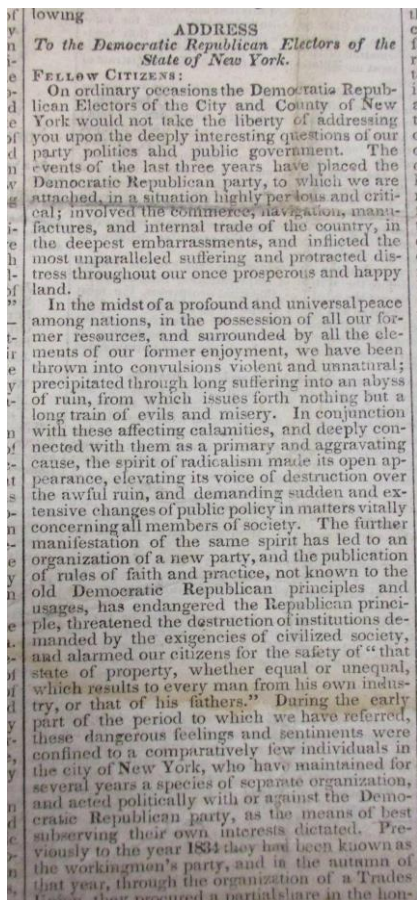 lowing
ADDRESS
To the Democratic Republican Electors of the
State of New York.
FELLOW CITIZENS:
On ordinary occasions the Democratic Repub-
lican Electors of the City and County of New
York would not take the liberty of addressing
you upon the deeply interesting questions of our
party politics and public government. The
events of the last three years have placed the
Democratic Republican party, to which we are
attached, in a situation highly perilous and criti-
cal; involved the commerce, navigation, manu-
factures, and internal trade of the country, in
the deepest embarrassments, and inflicted the
most unparalleled suffering and protracted dis-
tress throughout our once prosperous and happy
land.
In the midst of a profound and universal peace
among nations, in the possession of all our for-
mer resources, and surrounded by all the ele-
ments of our former enjoyment, we have been
thrown into convulsions violent and unnatural;
precipitated through long suffering into an abyss
of ruin, from which issues forth nothing but a
long train of evils and misery. In conjunction
with these affecting calamities, and deeply con-
nected with them as a primary and aggravating
cause, the spirit of radicalism made its open ap-
pearance, elevating its voice of destruction over
the awful ruin, and demanding sudden and ex-
tensive changes of public policy in matters vitally
concerning all members of society. The further
manifestation of the same spirit has led to an
organization of a new party, and the publication
of rules of faith and practice, not known to the
old Democratic Republican principles and
usages, has endangered the Republican princi-
ple, threatened the destruction of institutions de-
manded by the exigencies of civilized society,
and alarmed our citizens for the safety of "that
state of property, whether equal or unequal,
which results to every man from his own indus-
try, or that of his fathers." During the early
part of the period to which we have referred,
these dangerous feelings and sentiments were
confined to a comparatively few individuals in
the city of New York, who have maintained for
several years a species of separate organization,
and acted politically with or against the Demo-
cratic Republican party, as the means of best
subserving their own interests dictated. Pre-
viously to the year 1834 they had been known as
the workingmen's party, and in the autumn of
that year, through the organization of a Trades
they procured a partial share in the hon-